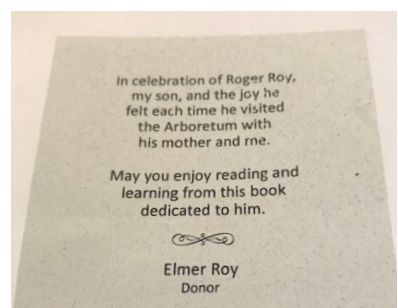 In celebration of Roger Roy,
my son, and the joy he
felt each time he visited
the Arboretum with
his mother and me.
May you enjoy reading and
learning from this book
dedicated to him.
Elmer Roy
Donor